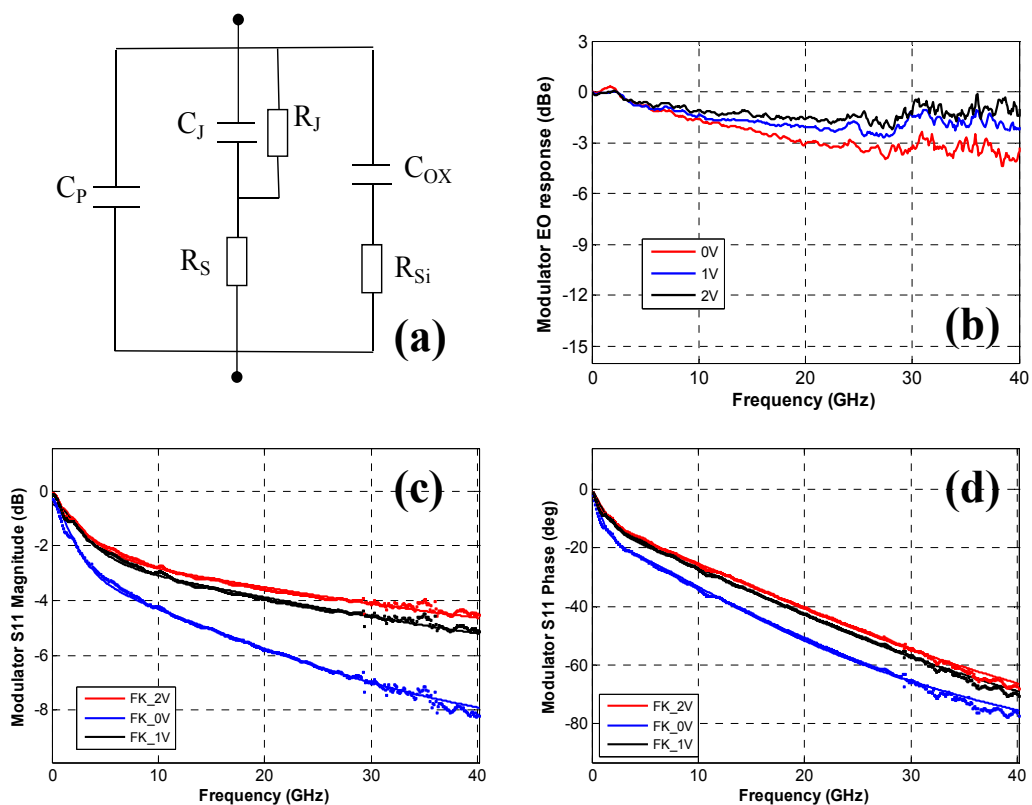 C_J
R_J
C_P
C_OX
R_S
R_Si
(a)
3
0
-3
-6
-9
-12
-15
Modulator EO response (dBe)
0V
1V
2V
(b)
0
10
20
30
40
Frequency (GHz)
0
-2
-4
-6
-8
Modulator S11 Magnitude (dB)
(c)
FK_2V
FK_0V
FK_1V
0
10
20
30
40
Frequency (GHz)
0
-20
-40
-60
-80
Modulator S11 Phase (deg)
(d)
FK_2V
FK_0V
FK_1V
0
10
20
30
40
Frequency (GHz)